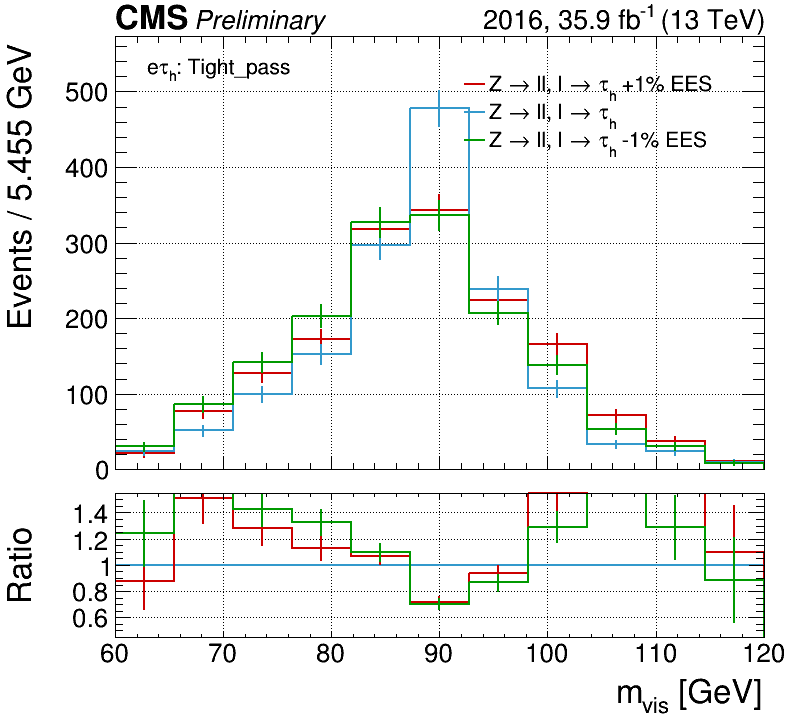 CMS Preliminary 2016, 35.9 fb⁻¹ (13 TeV)
eτₕ: Tight_pass
Z → ll, l → τₕ +1% EES
Z → ll, l → τₕ
Z → ll, l → τₕ -1% EES
Events / 5.455 GeV
500
400
300
200
100
0
Ratio
1.4
1.2
1
0.8
0.6
60 70 80 90 100 110 120
m_vis [GeV]